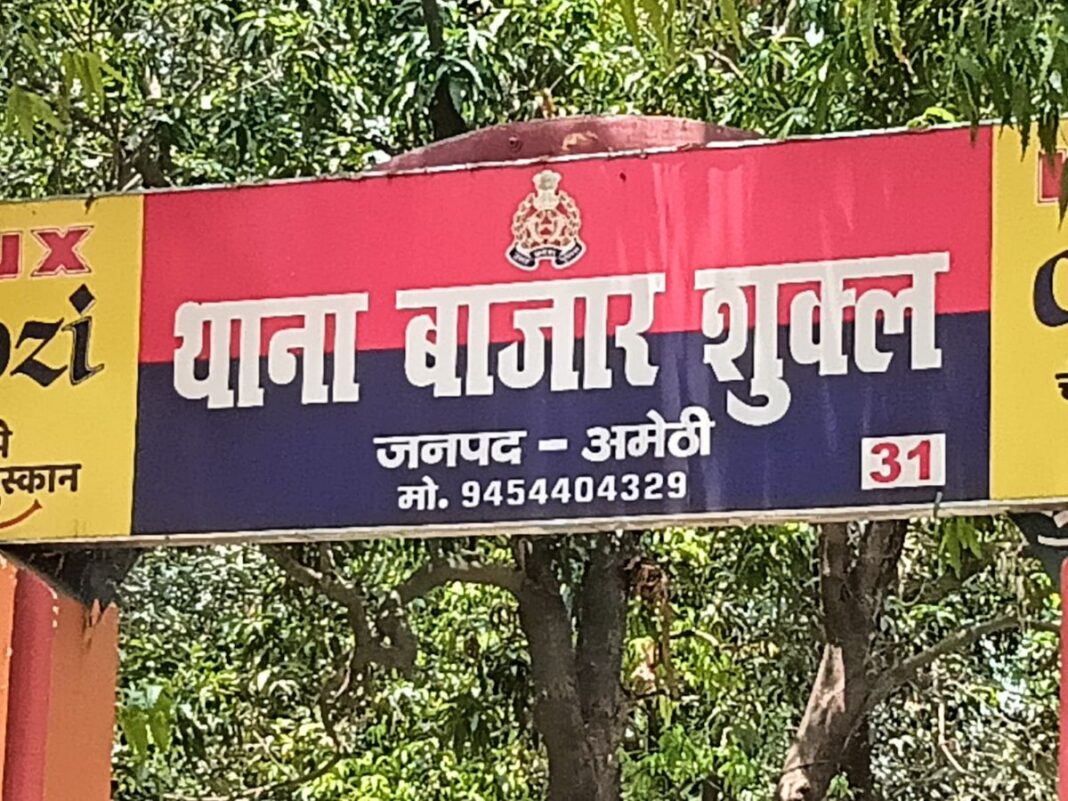 थाना बाजार शुक्ल
जनपद - अमेठी
मो. 9454404329
31